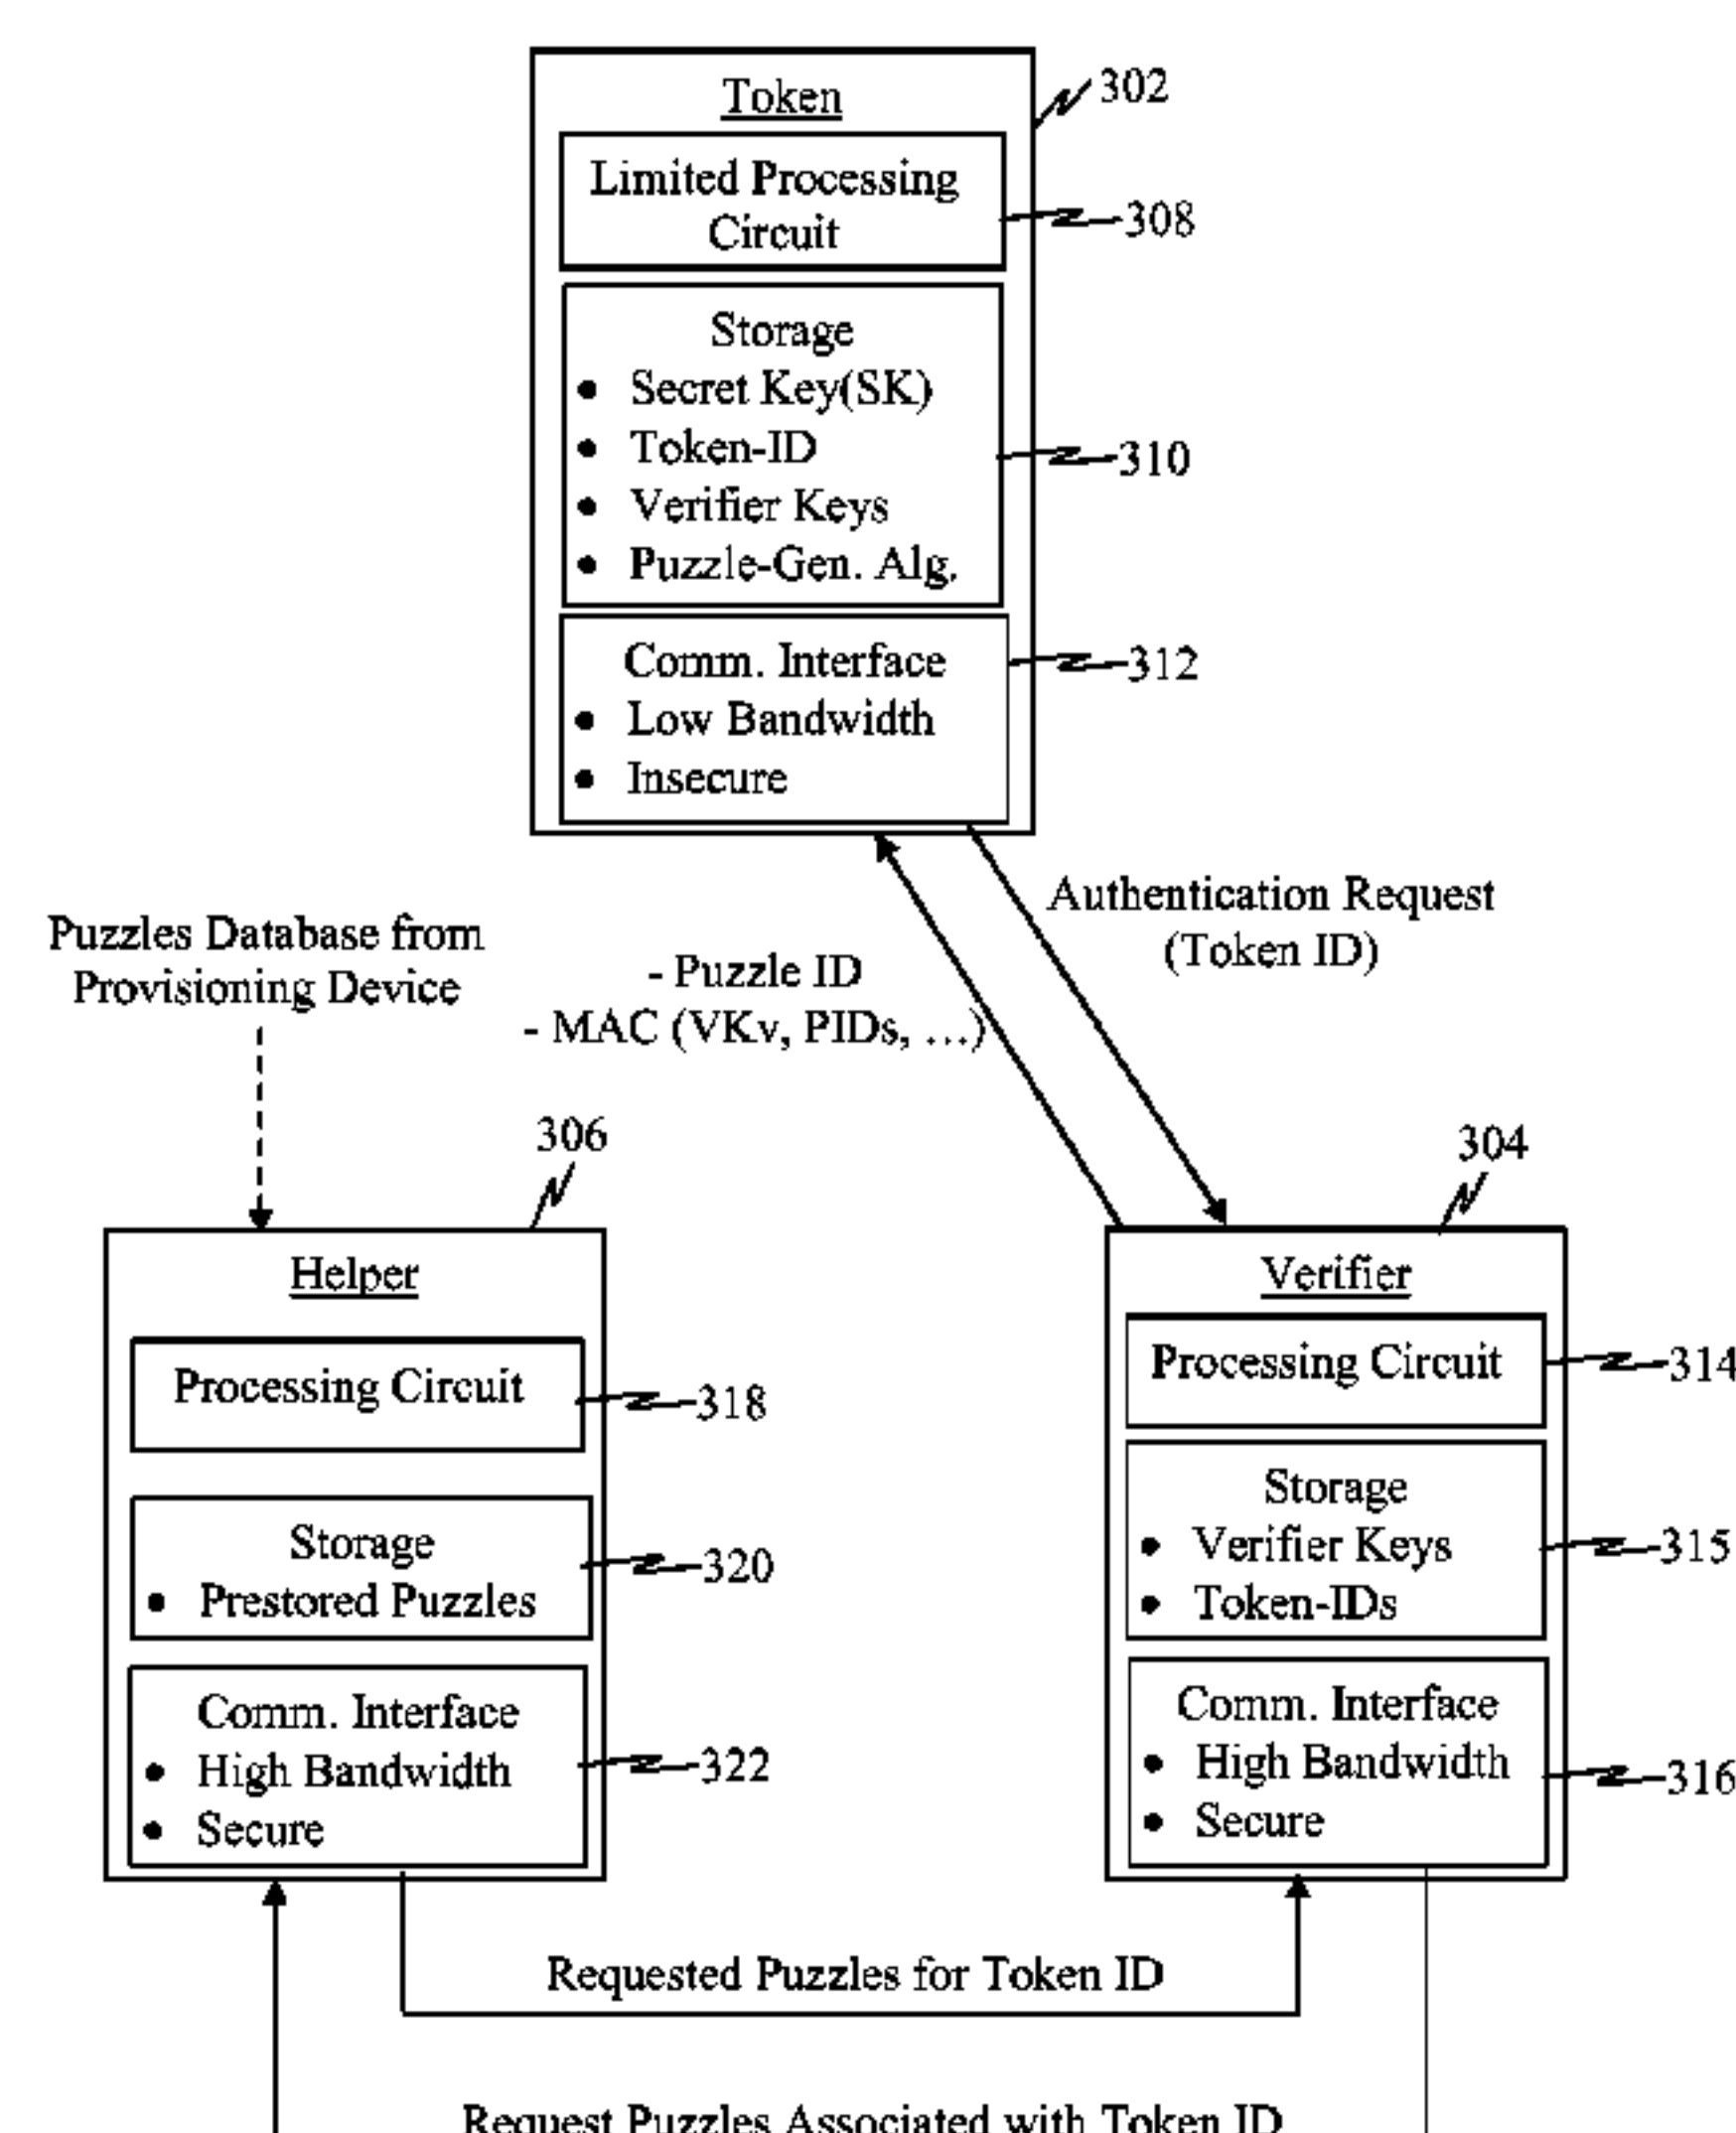 Token
302
Limited Processing
Circuit
308
Storage
• Secret Key(SK)
• Token-ID
• Verifier Keys
• Puzzle-Gen. Alg.
310
Comm. Interface
• Low Bandwidth
• Insecure
312
Authentication Request
(Token ID)
Puzzles Database from
Provisioning Device
- Puzzle ID
- MAC (VKv, PIDs, ...)
306
304
Helper
Processing Circuit
318
Storage
• Prestored Puzzles
320
Comm. Interface
• High Bandwidth
• Secure
322
Verifier
Processing Circuit
314
Storage
• Verifier Keys
• Token-IDs
315
Comm. Interface
• High Bandwidth
• Secure
316
Requested Puzzles for Token ID
Request Puzzles Associated with Token ID